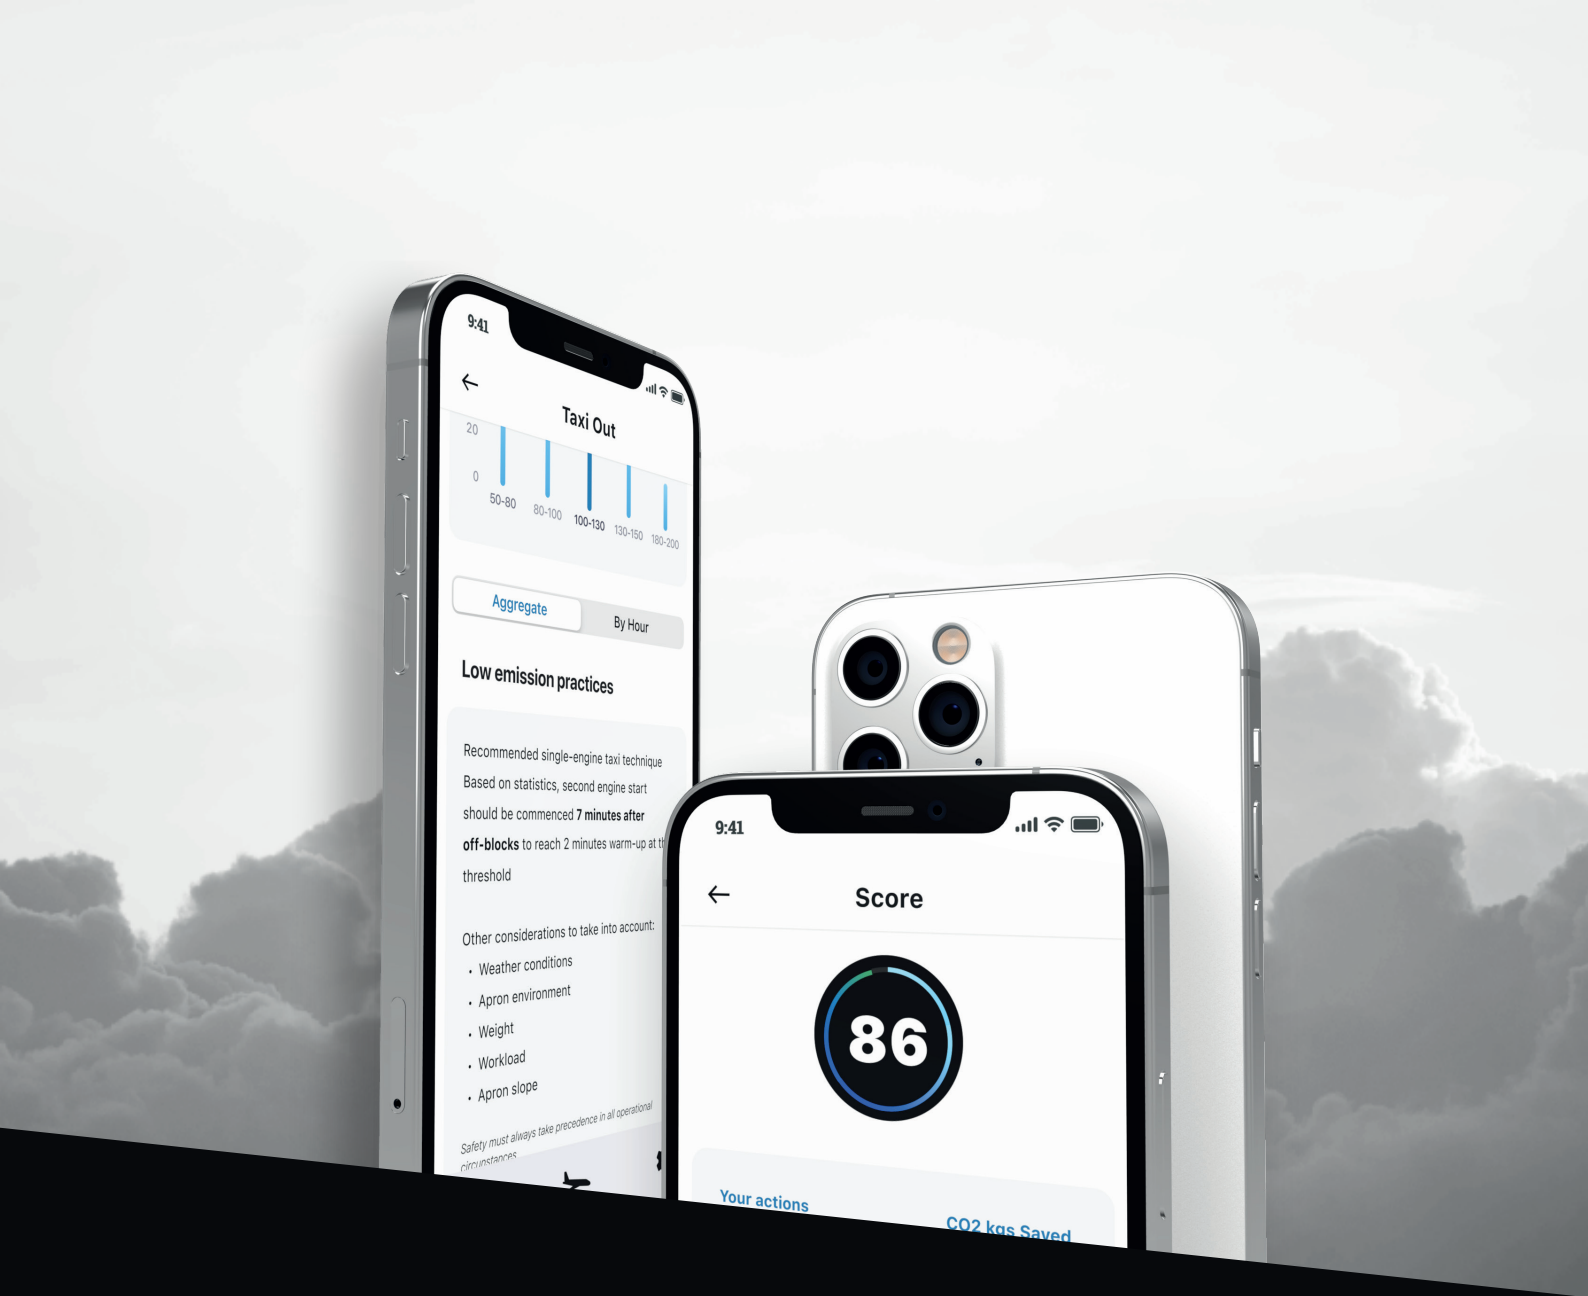 9:41
Taxi Out
20
0
50-80
80-100
100-130
130-150
180-200
Aggregate
By Hour
Low emission practices
Recommended single-engine taxi technique
Based on statistics, second engine start
should be commenced 7 minutes after
off-blocks to reach 2 minutes warm-up at
threshold
Other considerations to take into account:
• Weather conditions
• Apron environment
• Weight
• Workload
• Apron slope
Safety must always take precedence in all operational
circumstances
9:41
Score
86
Your actions
CO2 kgs Saved